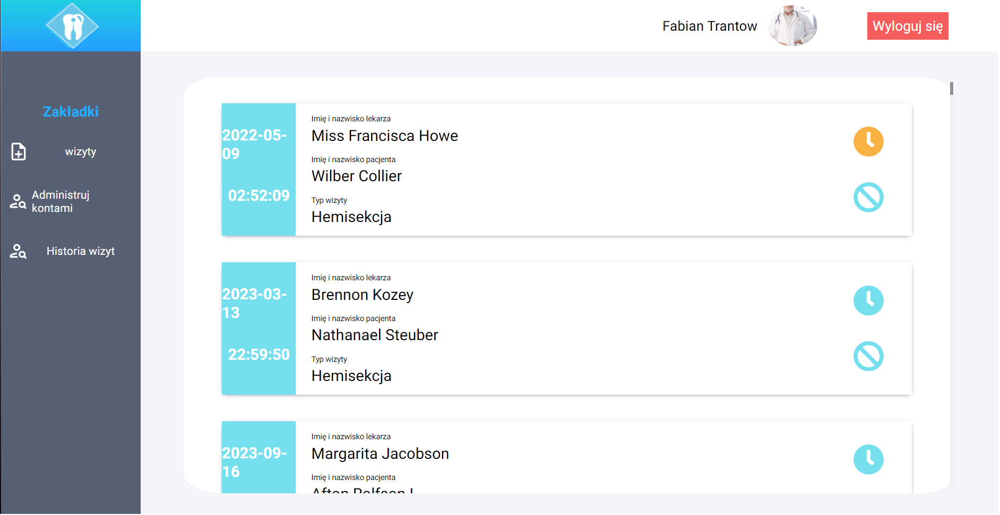 Fabian Trantow
Wyloguj się
Zakładki
wizyty
Administruj
kontami
Historia wizyt
2022-05-
09
02:52:09
Imię i nazwisko lekarza
Miss Francisca Howe
Imię i nazwisko pacjenta
Wilber Collier
Typ wizyty
Hemisekcja
2023-03-
13
22:59:50
Imię i nazwisko lekarza
Brennon Kozey
Imię i nazwisko pacjenta
Nathanael Steuber
Typ wizyty
Hemisekcja
2023-09-
16
Imię i nazwisko lekarza
Margarita Jacobson
Imię i nazwisko pacjenta
Afton Rolfson